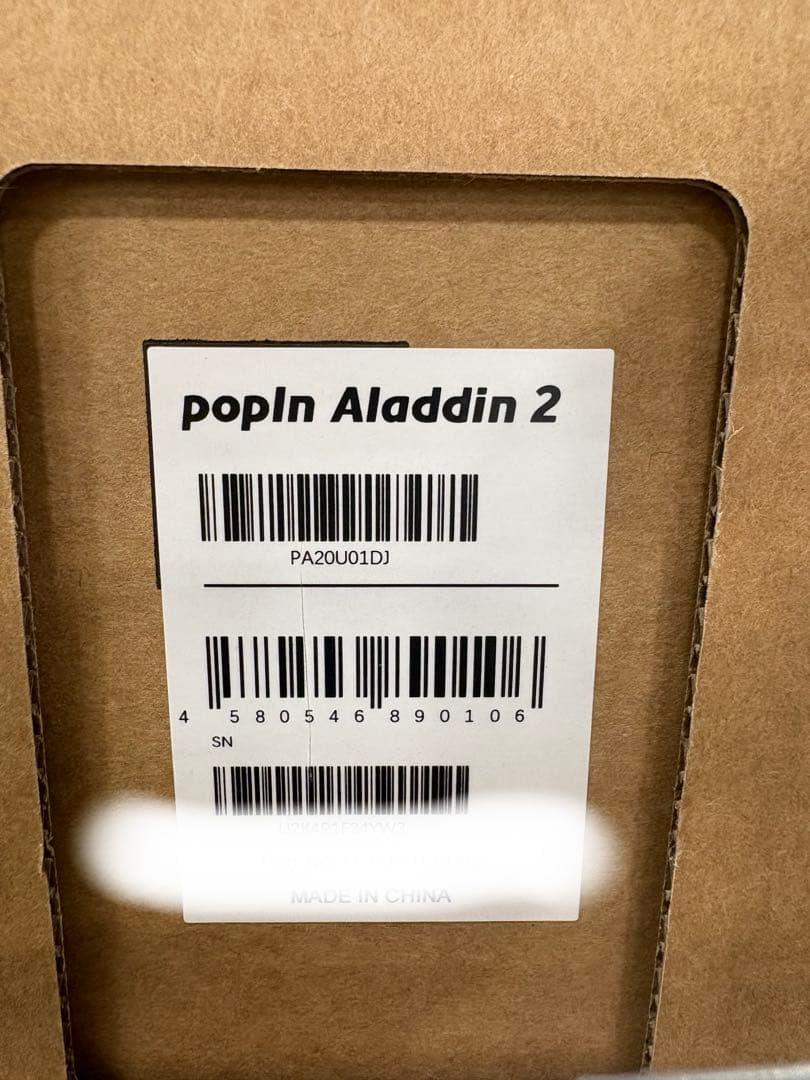 popIn Aladdin 2
PA20U01DJ
4 580546 890106
SN
MADE IN CHINA